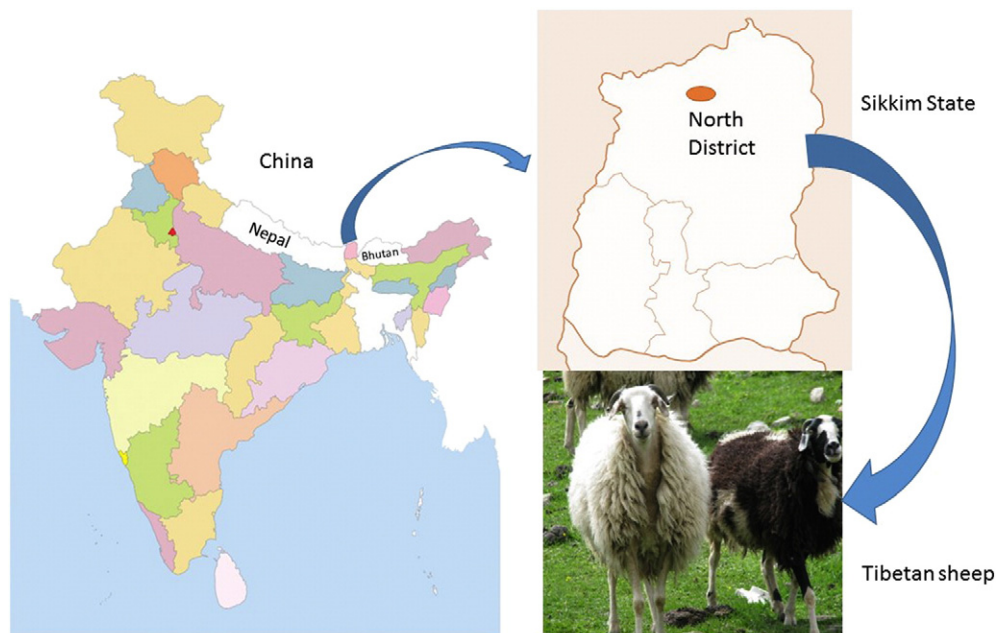 China
Nepal
Bhutan
North
District
Sikkim State
Tibetan sheep